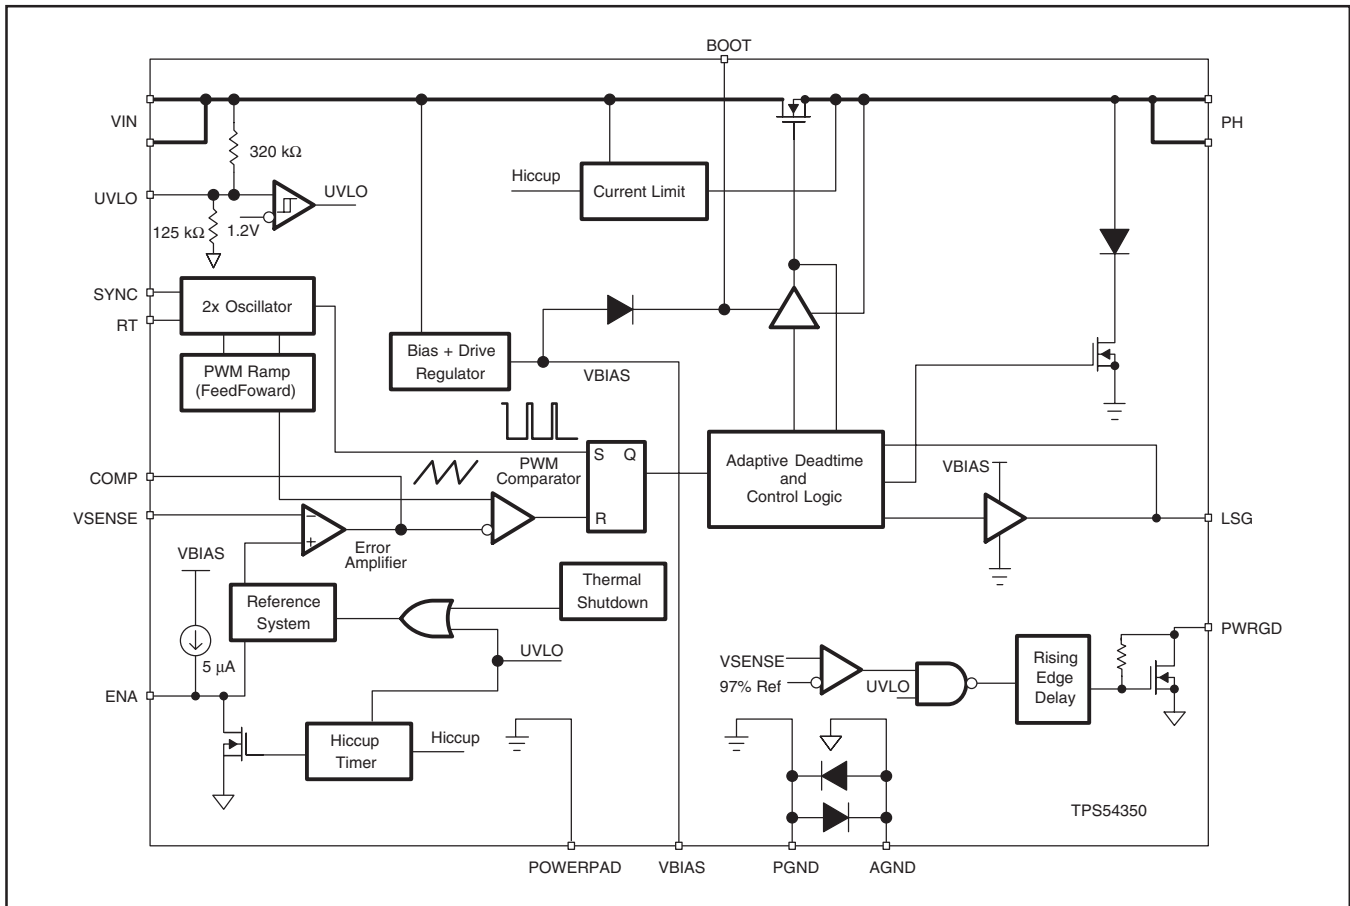 BOOT
VIN
PH
320 kΩ
Hiccup
Current Limit
UVLO
UVLO
125 kΩ
1.2V
SYNC
2x Oscillator
RT
Bias + Drive
Regulator
PWM Ramp
(FeedFoward)
VBIAS
S Q
R
PWM
Comparator
Adaptive Deadtime
and
Control Logic
VBIAS
COMP
VSENSE
−
+
LSG
Error
Amplifier
VBIAS
Thermal
Shutdown
Reference
System
5 μA
UVLO
PWRGD
VSENSE
97% Ref
UVLO
Rising
Edge
Delay
ENA
Hiccup
Timer
Hiccup
TPS54350
POWERPAD
VBIAS
PGND
AGND